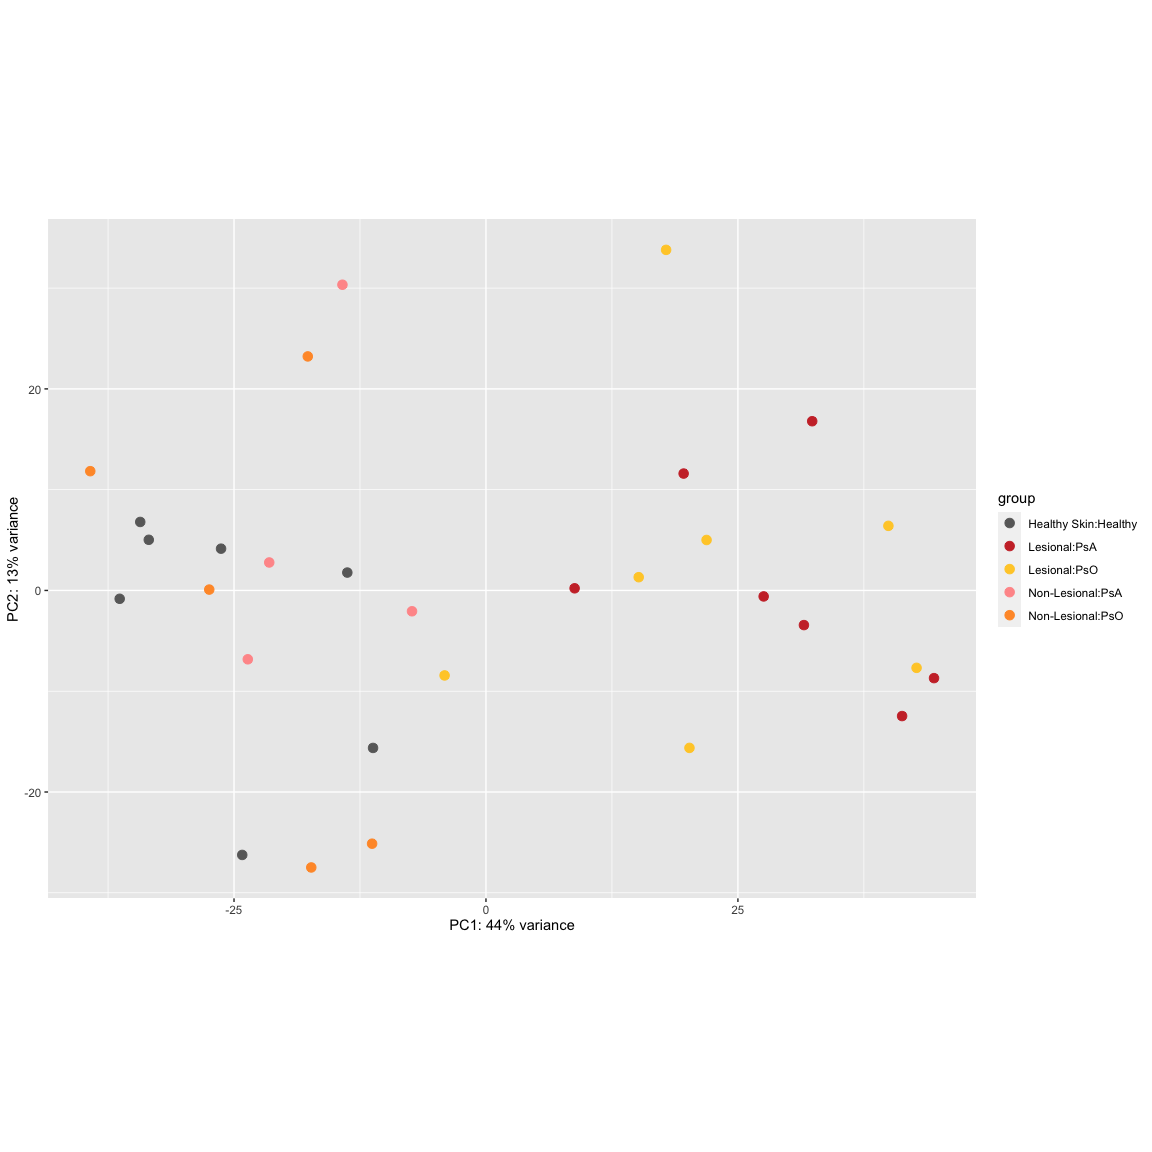 20
0
-20
-25
0
25
PC2: 13% variance
PC1: 44% variance
group
Healthy Skin:Healthy
Lesional:PsA
Lesional:PsO
Non-Lesional:PsA
Non-Lesional:PsO